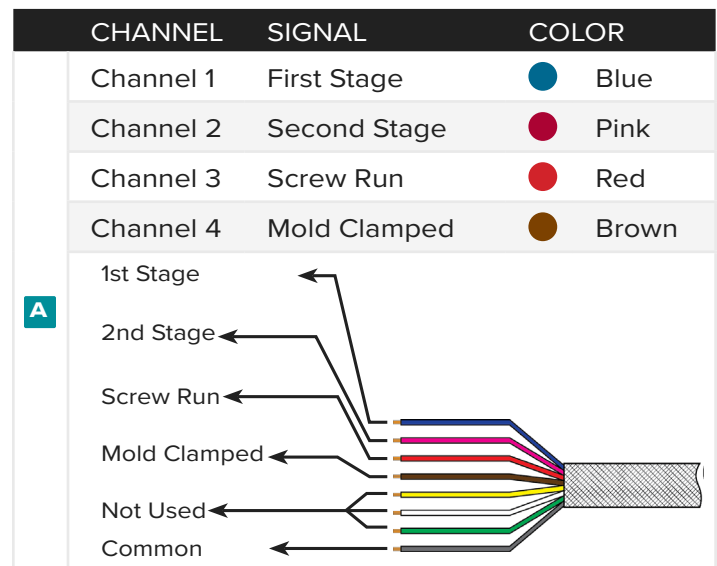 CHANNEL SIGNAL COLOR
Channel 1 First Stage Blue
Channel 2 Second Stage Pink
Channel 3 Screw Run Red
Channel 4 Mold Clamped Brown
A
1st Stage
2nd Stage
Screw Run
Mold Clamped
Not Used
Common